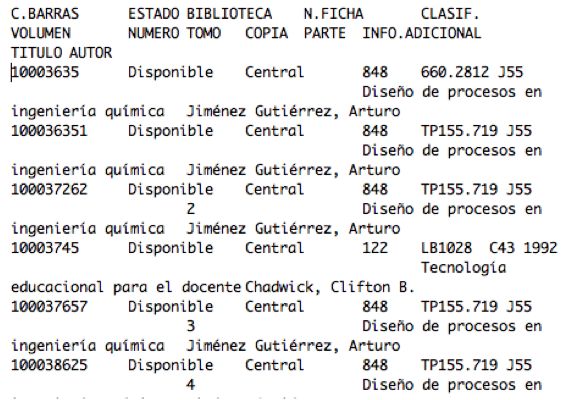 C.BARRAS ESTADO BIBLIOTECA N.FICHA CLASIF.
VOLUMEN NUMERO TOMO COPIA PARTE INFO.ADICIONAL
TITULO AUTOR
10003635 Disponible Central 848 660.2812 J55
Diseño de procesos en
ingeniería química Jiménez Gutiérrez, Arturo
100036351 Disponible Central 848 TP155.719 J55
Diseño de procesos en
ingeniería química Jiménez Gutiérrez, Arturo
100037262 Disponible Central 848 TP155.719 J55
2 Diseño de procesos en
ingeniería química Jiménez Gutiérrez, Arturo
10003745 Disponible Central 122 LB1028 C43 1992
Tecnología
educacional para el docente Chadwick, Clifton B.
100037657 Disponible Central 848 TP155.719 J55
3 Diseño de procesos en
ingeniería química Jiménez Gutiérrez, Arturo
100038625 Disponible Central 848 TP155.719 J55
4 Diseño de procesos en